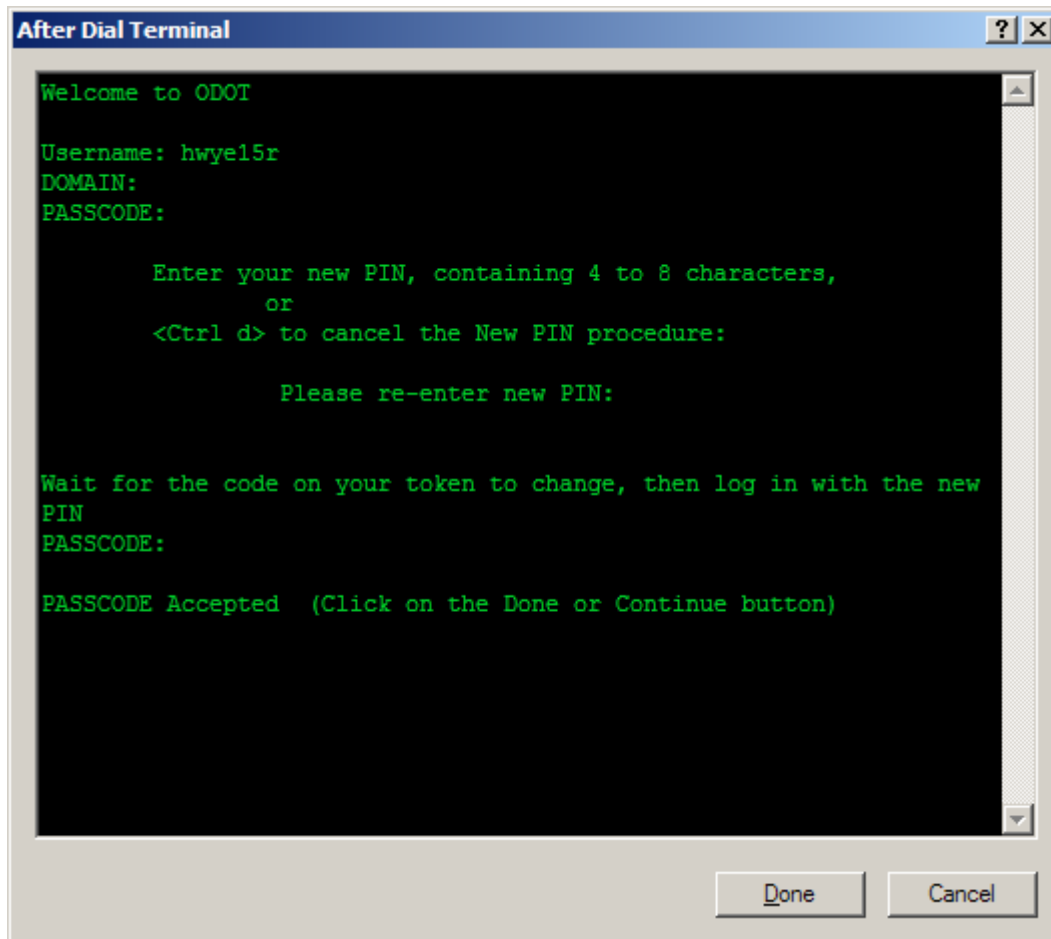 After Dial Terminal
Welcome to ODOT
Username: hwye15r
DOMAIN:
PASSCODE:
Enter your new PIN, containing 4 to 8 characters,
or
<Ctrl d> to cancel the New PIN procedure:
Please re-enter new PIN:
Wait for the code on your token to change, then log in with the new
PIN
PASSCODE:
PASSCODE Accepted  (Click on the Done or Continue button)
Done
Cancel